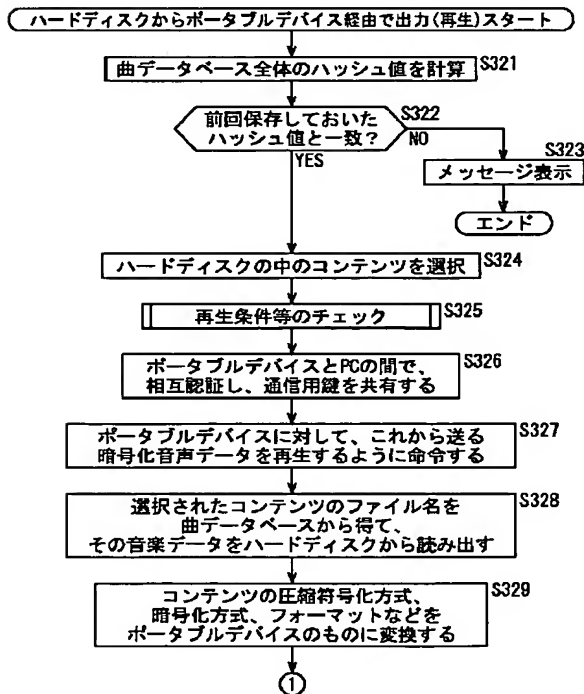 ハードディスクからポータブルデバイス経由で出力(再生)スタート
曲データベース全体のハッシュ値を計算 S321
前回保存しておいた S322
ハッシュ値と一致?
NO
YES
S323
メッセージ表示
エンド
ハードディスクの中のコンテンツを選択 S324
再生条件等のチェック S325
ポータブルデバイスとPCの間で、 S326
相互認証し、通信用鍵を共有する
ポータブルデバイスに対して、これから送る S327
暗号化音声データを再生するように命令する
選択されたコンテンツのファイル名を S328
曲データベースから得て、
その音楽データをハードディスクから読み出す
コンテンツの圧縮符号化方式、 S329
暗号化方式、フォーマットなどを
ポータブルデバイスのものに変換する
1